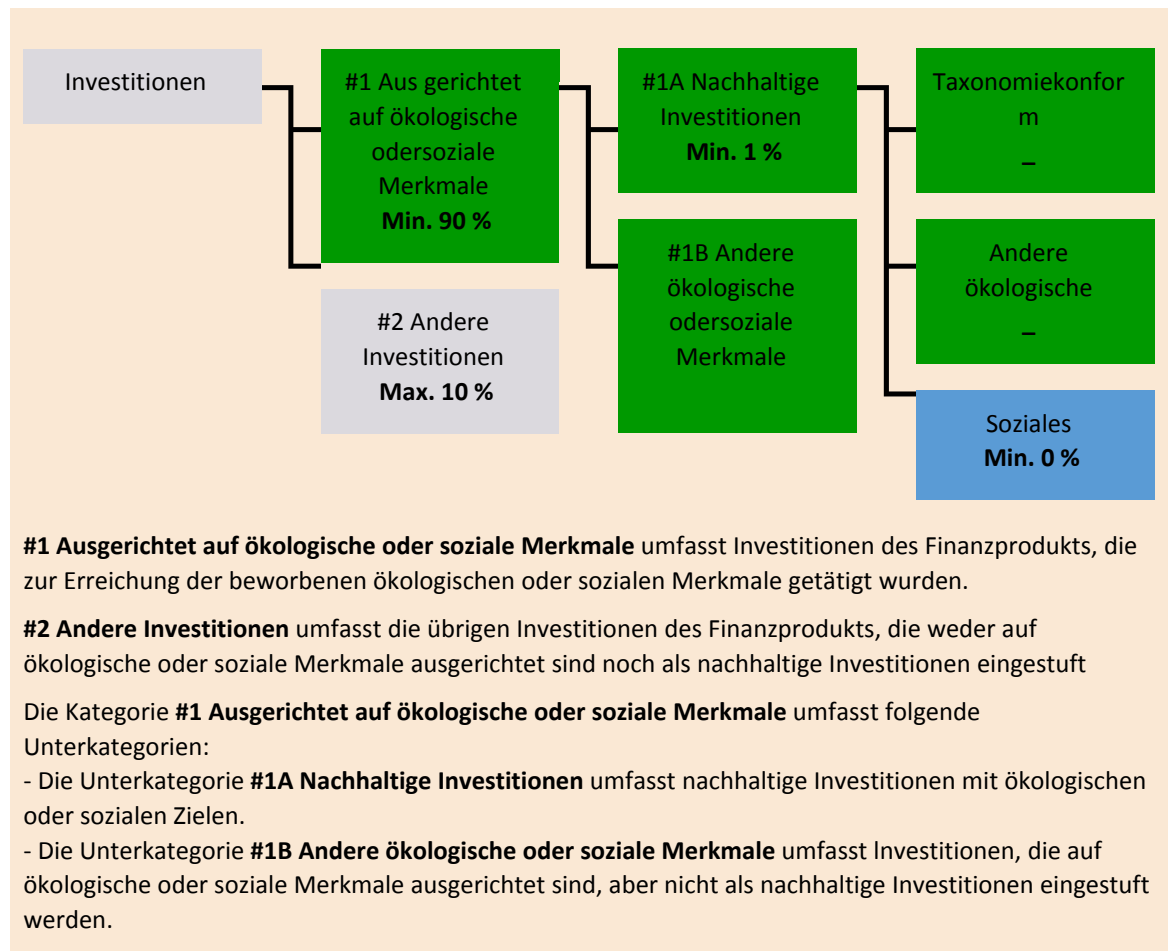 Investitionen
#1 Aus gerichtet
auf ökologische
odersoziale
Merkmale
Min. 90 %
#2 Andere
Investitionen
Max. 10 %
#1A Nachhaltige
Investitionen
Min. 1 %
#1B Andere
ökologische
odersoziale
Merkmale
Taxonomiekonfor
m
–
Andere
ökologische
–
Soziales
Min. 0 %
#1 Ausgerichtet auf ökologische oder soziale Merkmale umfasst Investitionen des Finanzprodukts, die
zur Erreichung der beworbenen ökologischen oder sozialen Merkmale getätigt wurden.
#2 Andere Investitionen umfasst die übrigen Investitionen des Finanzprodukts, die weder auf
ökologische oder soziale Merkmale ausgerichtet sind noch als nachhaltige Investitionen eingestuft
Die Kategorie #1 Ausgerichtet auf ökologische oder soziale Merkmale umfasst folgende
Unterkategorien:
- Die Unterkategorie #1A Nachhaltige Investitionen umfasst nachhaltige Investitionen mit ökologischen
oder sozialen Zielen.
- Die Unterkategorie #1B Andere ökologische oder soziale Merkmale umfasst lnvestitionen, die auf
ökologische oder soziale Merkmale ausgerichtet sind, aber nicht als nachhaltige Investitionen eingestuft
werden.